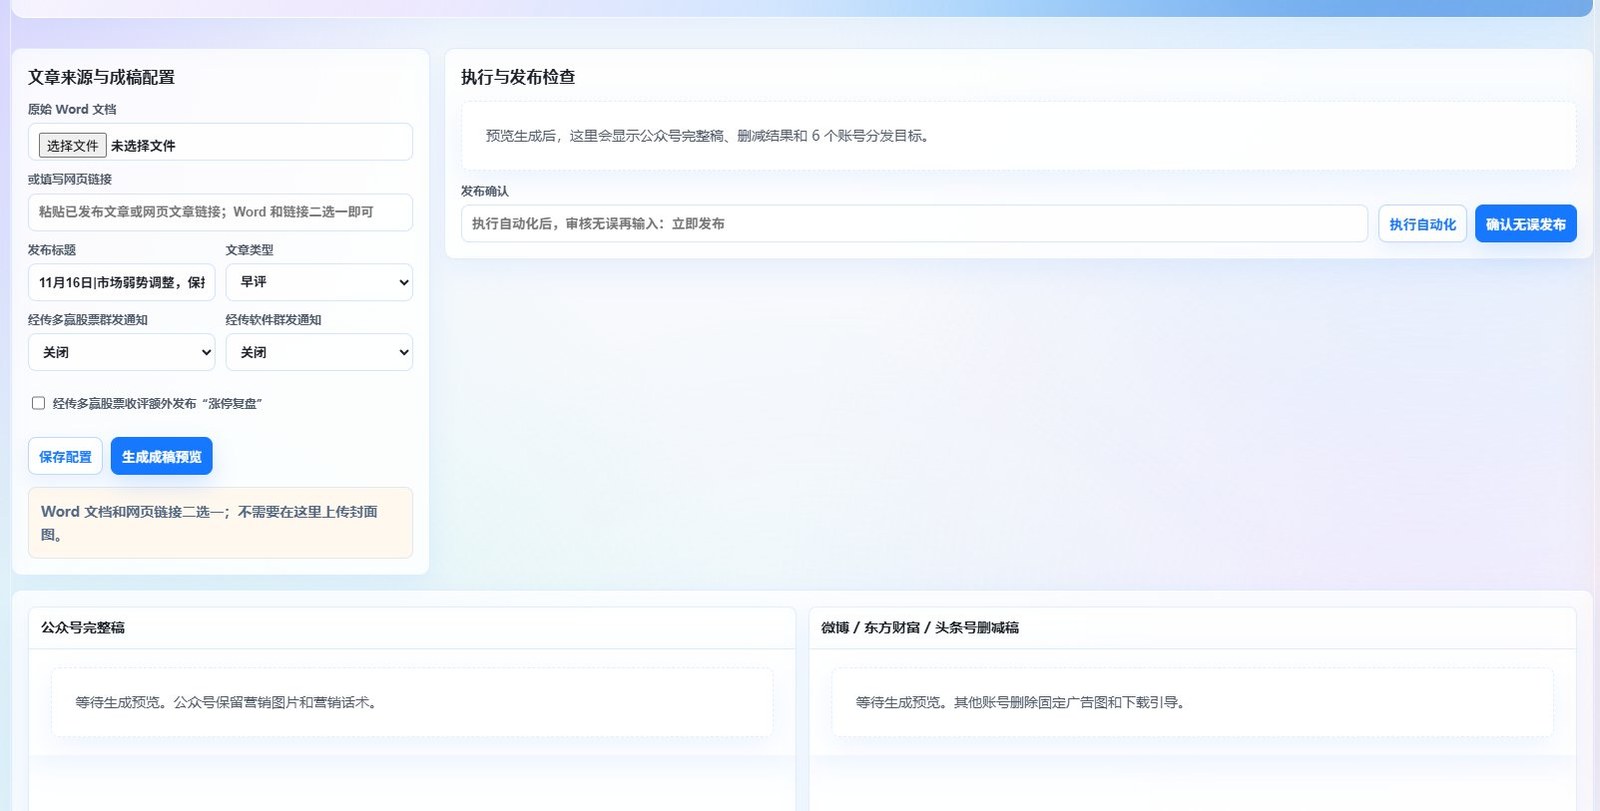 文章来源与成稿配置
原始 Word 文档
选择文件 未选择文件
或填写网页链接
粘贴已发布文章或网页文章链接；Word 和链接二选一即可
发布标题
文章类型
11月16日|市场弱势调整，保
早评
经传多赢股票群发通知
经传软件群发通知
关闭
关闭
经传多赢股票收评额外发布“涨停复盘”
保存配置
生成成稿预览
Word 文档和网页链接二选一；不需要在这里上传封面
图。
执行与发布检查
预览生成后，这里会显示公众号完整稿、删减结果和 6 个账号分发目标。
发布确认
执行自动化后，审核无误再输入：立即发布
执行自动化
确认无误发布
公众号完整稿
等待生成预览。公众号保留营销图片和营销话术。
微博 / 东方财富 / 头条号删减稿
等待生成预览。其他账号删除固定广告图和下载引导。